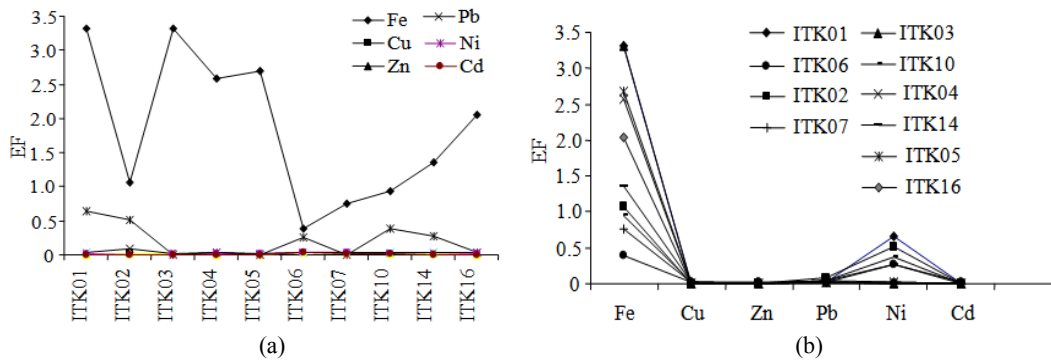 3.5
3.0
2.5
2.0
1.5
1.0
0.5
0
EF
Fe
Pb
Cu
Ni
Zn
Cd
ITK01
ITK02
ITK03
ITK04
ITK05
ITK06
ITK07
ITK10
ITK14
ITK16
(a)
3.5
3.0
2.5
2.0
1.5
1.0
0.5
0
EF
ITK01
ITK06
ITK02
ITK07
ITK03
ITK10
ITK04
ITK14
ITK05
ITK16
Fe
Cu
Zn
Pb
Ni
Cd
(b)